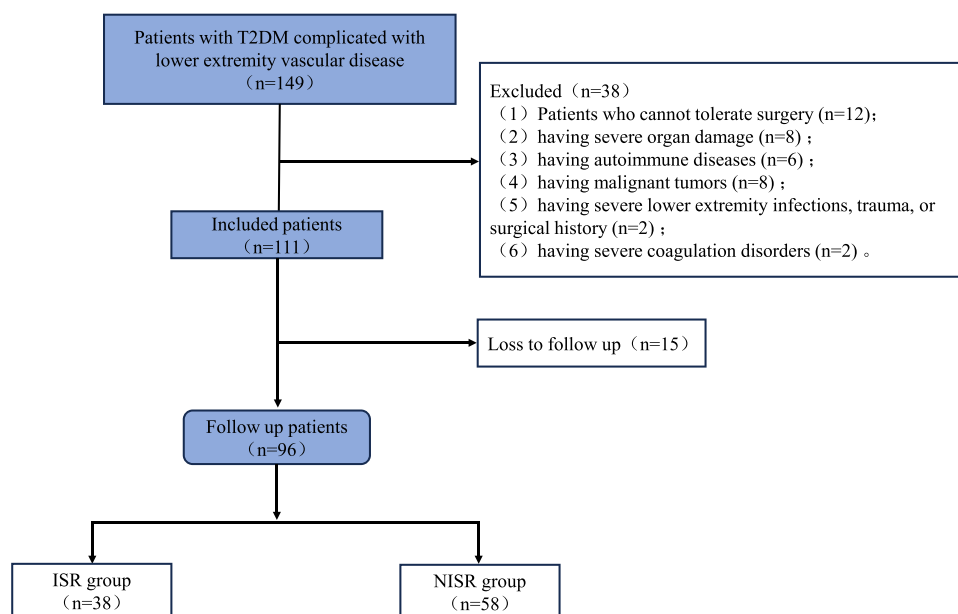 Patients with T2DM complicated with
lower extremity vascular disease
（n=149）
Excluded（n=38）
（1）Patients who cannot tolerate surgery (n=12)；
（2）having severe organ damage (n=8) ；
（3）having autoimmune diseases (n=6) ；
（4）having malignant tumors (n=8) ；
（5）having severe lower extremity infections, trauma, or
surgical history (n=2) ；
（6）having severe coagulation disorders (n=2) 。
Included patients
（n=111）
Loss to follow up（n=15）
Follow up patients
（n=96）
ISR group
（n=38）
NISR group
（n=58）